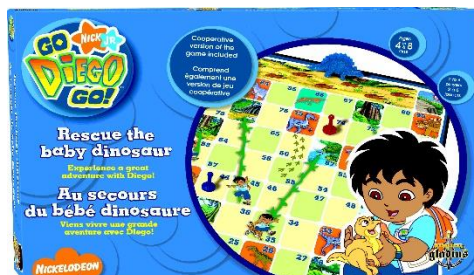 GO
NICK JR
DIEGO
GO!
Rescue the
baby dinosaur
Experience a great
adventure with Diego!
Au secours
du bébé dinosaure
Viens vivre une grande
aventure avec Diego!
NICKELODEON
Cooperative
version of the
game included
Comprend
également une
version de jeu
coopérative
Ages
4 à 8
gladius